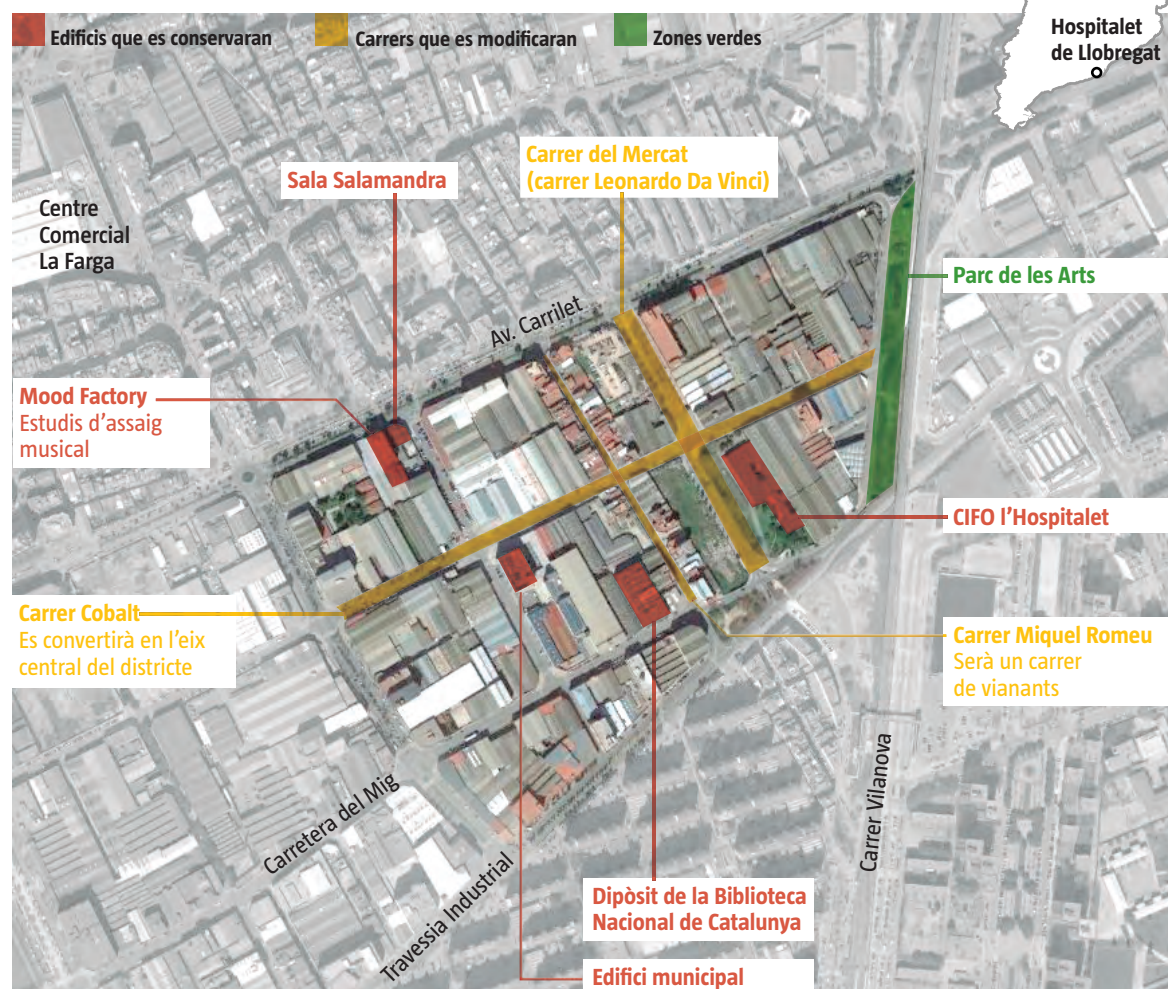 Edificis que es conservaran
Carrers que es modificaran
Zones verdes
Hospitalet
de Llobregat
Carrer del Mercat
(carrer Leonardo Da Vinci)
Sala Salamandra
Centre
Comercial
La Farga
Parc de les Arts
Av. Carrilet
Mood Factory
Estudis d'assaig
musical
CIFO l'Hospitalet
Carrer Cobalt
Es convertirà en l'eix
central del districte
Carrer Miquel Romeu
Serà un carrer
de vianants
Carretera del Mig
Carrer Vilanova
Travessia Industrial
Dipòsit de la Biblioteca
Nacional de Catalunya
Edifici municipal